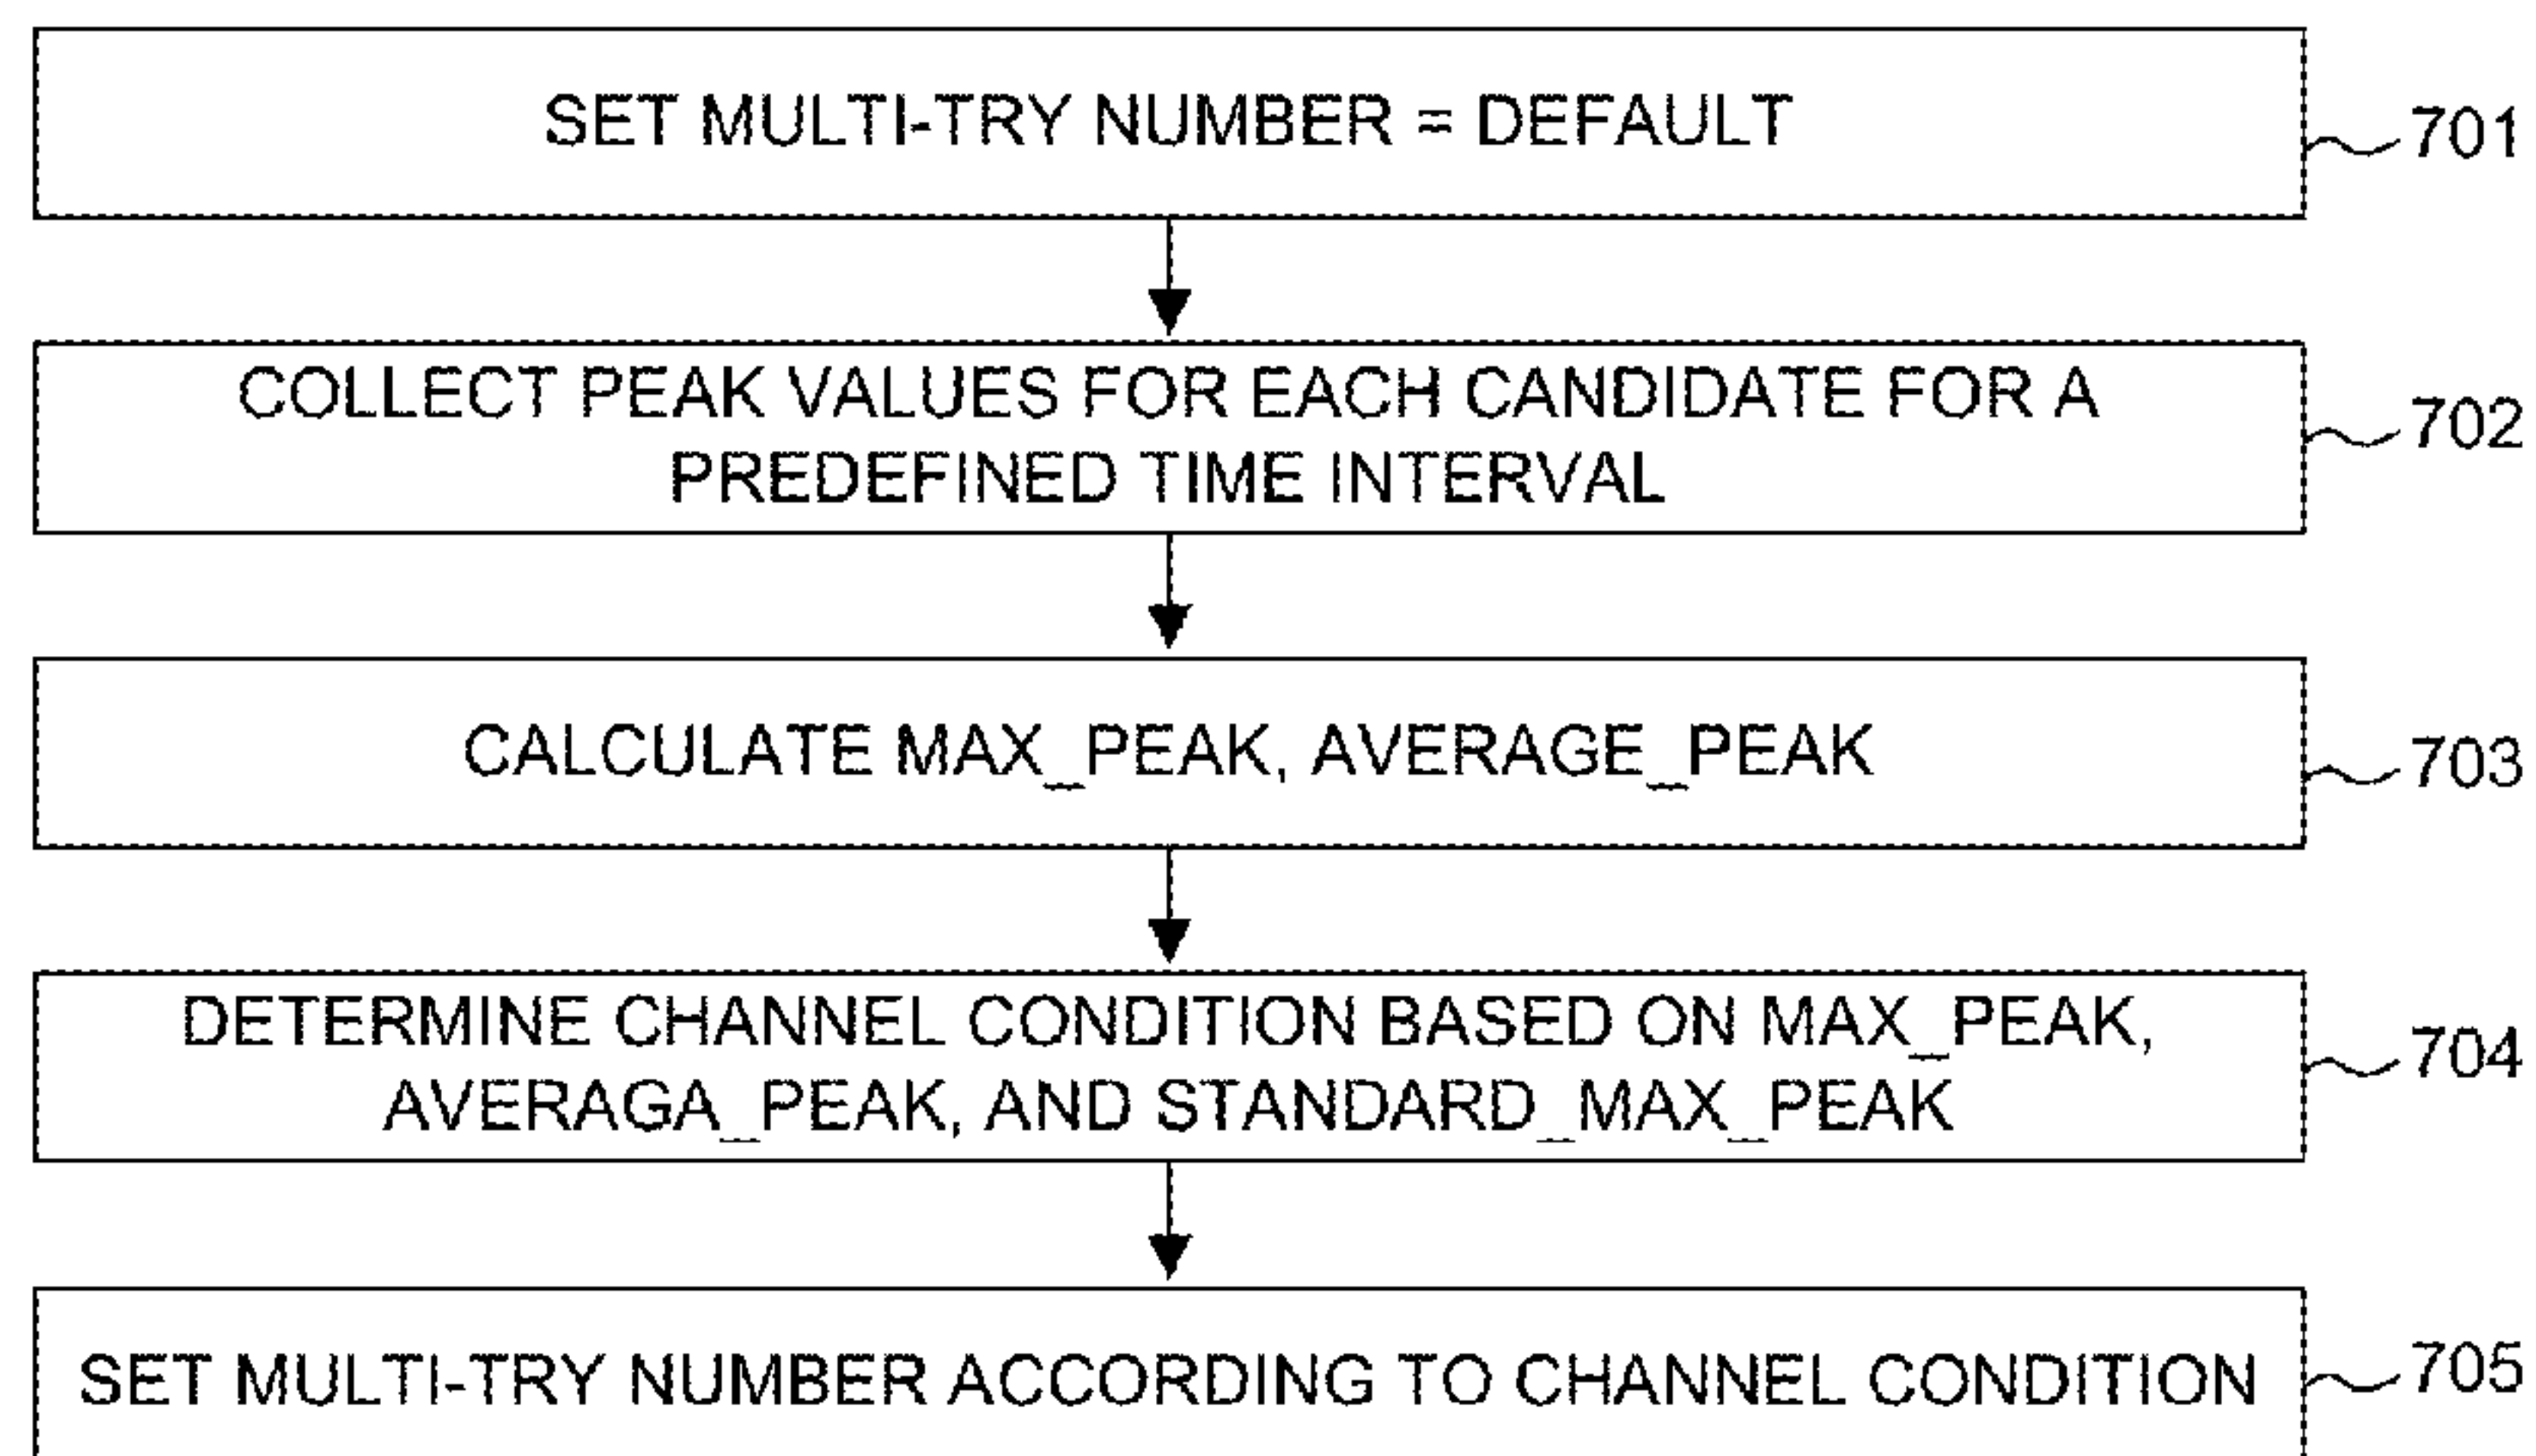 SET MULTI-TRY NUMBER = DEFAULT
701
COLLECT PEAK VALUES FOR EACH CANDIDATE FOR A
PREDEFINED TIME INTERVAL
702
CALCULATE MAX_PEAK, AVERAGE_PEAK
703
DETERMINE CHANNEL CONDITION BASED ON MAX_PEAK,
AVERAGA_PEAK, AND STANDARD_MAX_PEAK
704
SET MULTI-TRY NUMBER ACCORDING TO CHANNEL CONDITION
705